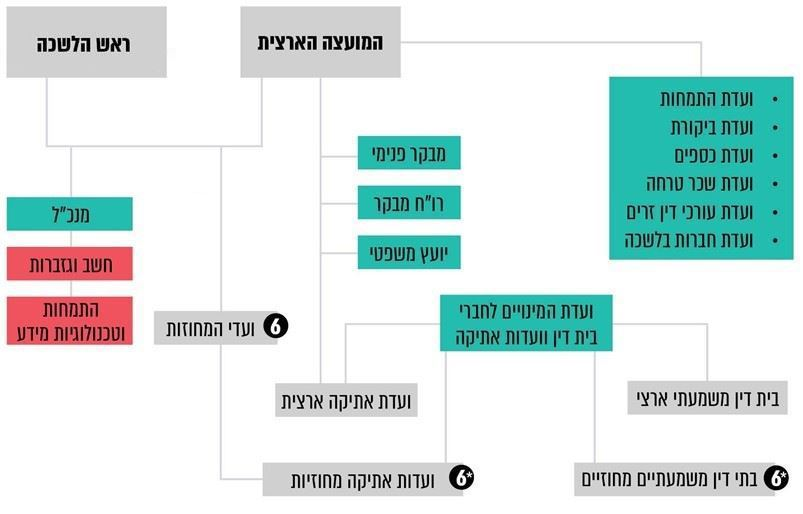 המועצה הארצית
ראש הלשכה
• ועדת התמחות
• ועדת ביקורת
• ועדת כספים
• ועדת שכר טרחה
• ועדת עורכי דין זרים
• ועדת חברות בלשכה
מבקר פנימי
רו"ח מבקר
יועץ משפטי
מנכ"ל
חשב וגזברות
התמחות
וטכנולוגיות מידע
ועדת המינויים לחברי
בית דין וועדות אתיקה
6 ועדי המחוזות
בית דין משמעתי ארצי
ועדת אתיקה ארצית
6* בתי דין משמעתיים מחוזיים
6* ועדות אתיקה מחוזיות